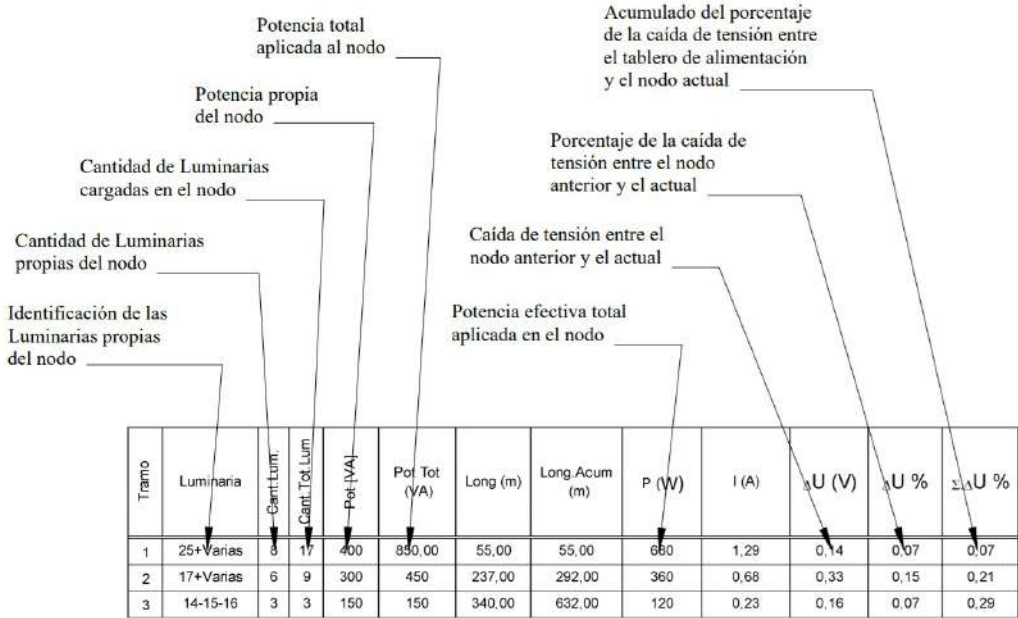 Potencia total
aplicada al nodo
Acumulado del porcentaje
de la caída de tensión entre
el tablero de alimentación
y el nodo actual
Potencia propia
del nodo
Porcentaje de la caída de
tensión entre el nodo
anterior y el actual
Cantidad de Luminarias
cargadas en el nodo
Cantidad de Luminarias
propias del nodo
Caída de tensión entre el
nodo anterior y el actual
Identificación de las
Luminarias propias
del nodo
Potencia efectiva total
aplicada en el nodo
Tramo Luminaria Cant.Lum. Cant.Tot.Lum Pot [VA] Pot Tot (VA) Long (m) Long.Acum (m) P (W) I (A) ΔU (V) ΔU % ΣΔU %
1 25+Varias 8 17 400 850,00 55,00 55,00 680 1,29 0,14 0,07 0,07
2 17+Varias 6 9 300 450 237,00 292,00 360 0,68 0,33 0,15 0,21
3 14-15-16 3 3 150 150 340,00 632,00 120 0,23 0,16 0,07 0,29